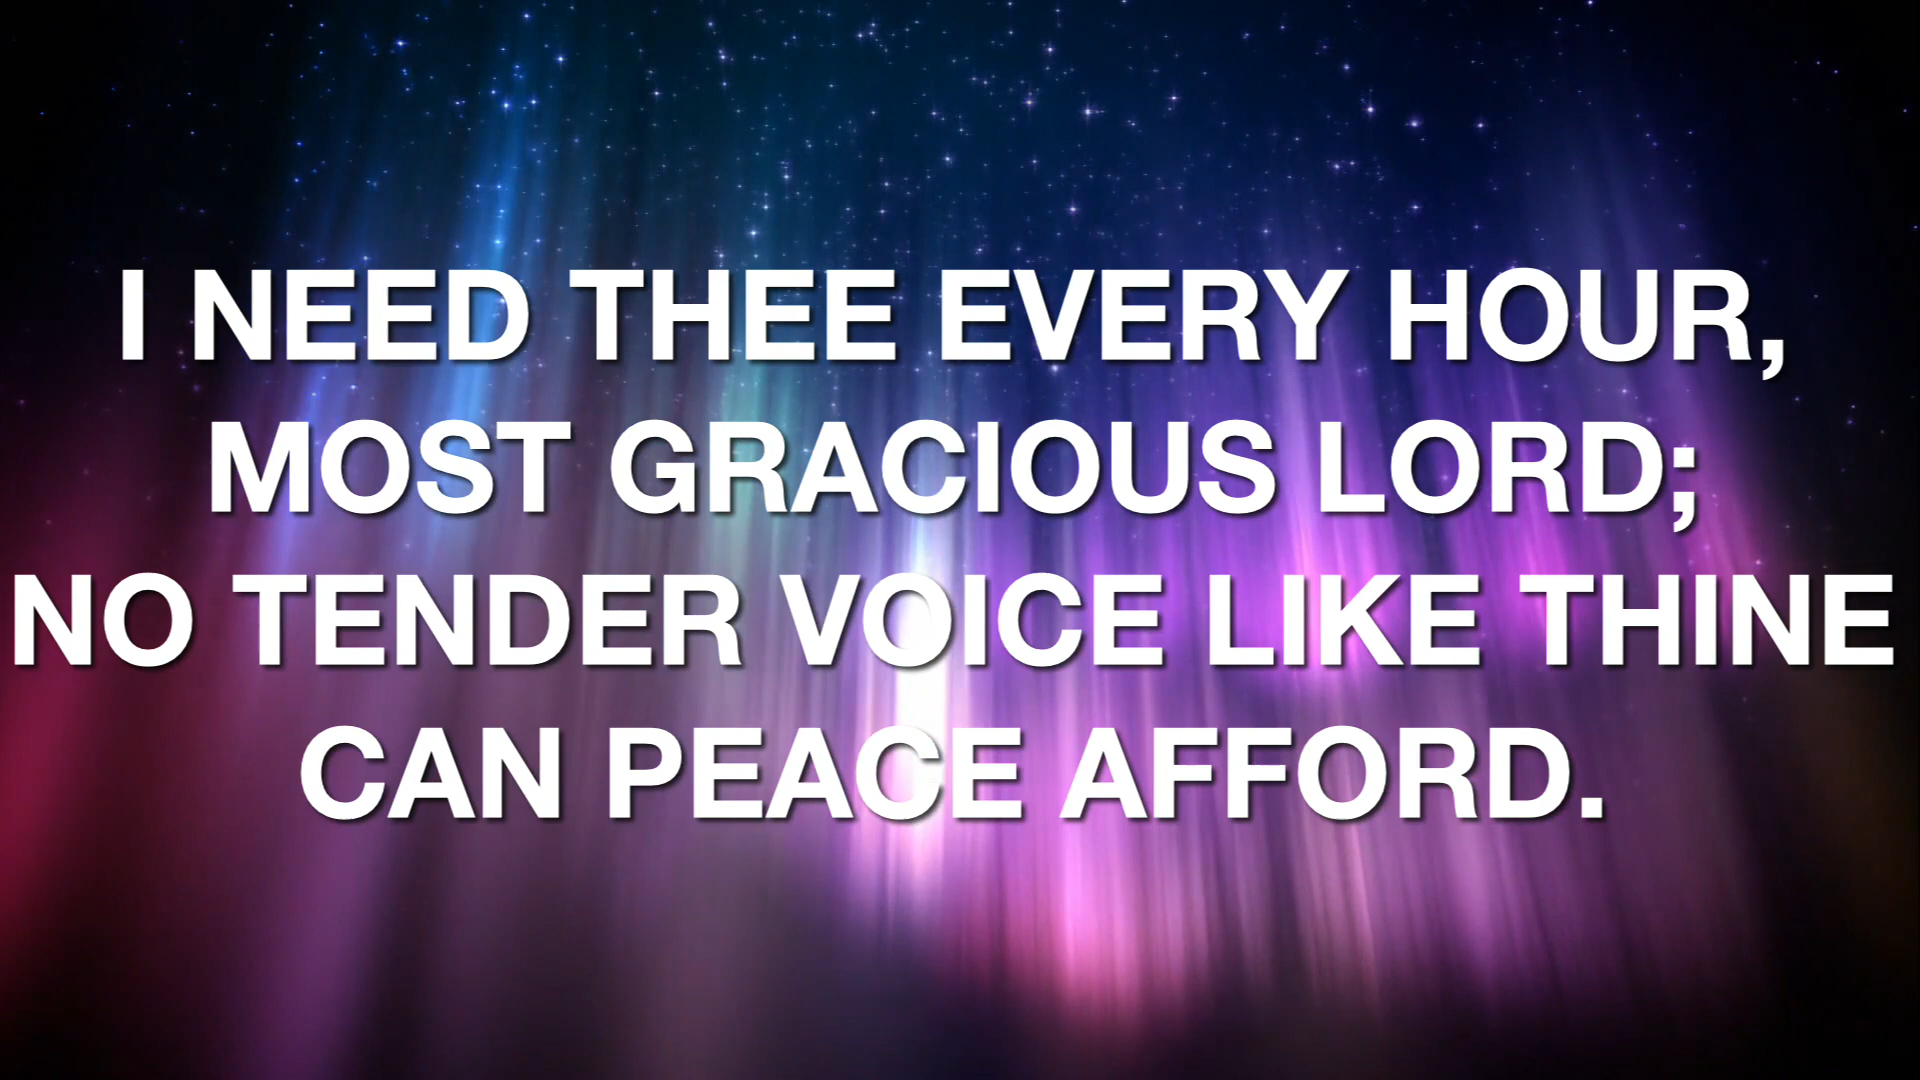 I NEED THEE EVERY HOUR,
MOST GRACIOUS LORD;
NO TENDER VOICE LIKE THINE
CAN PEACE AFFORD.